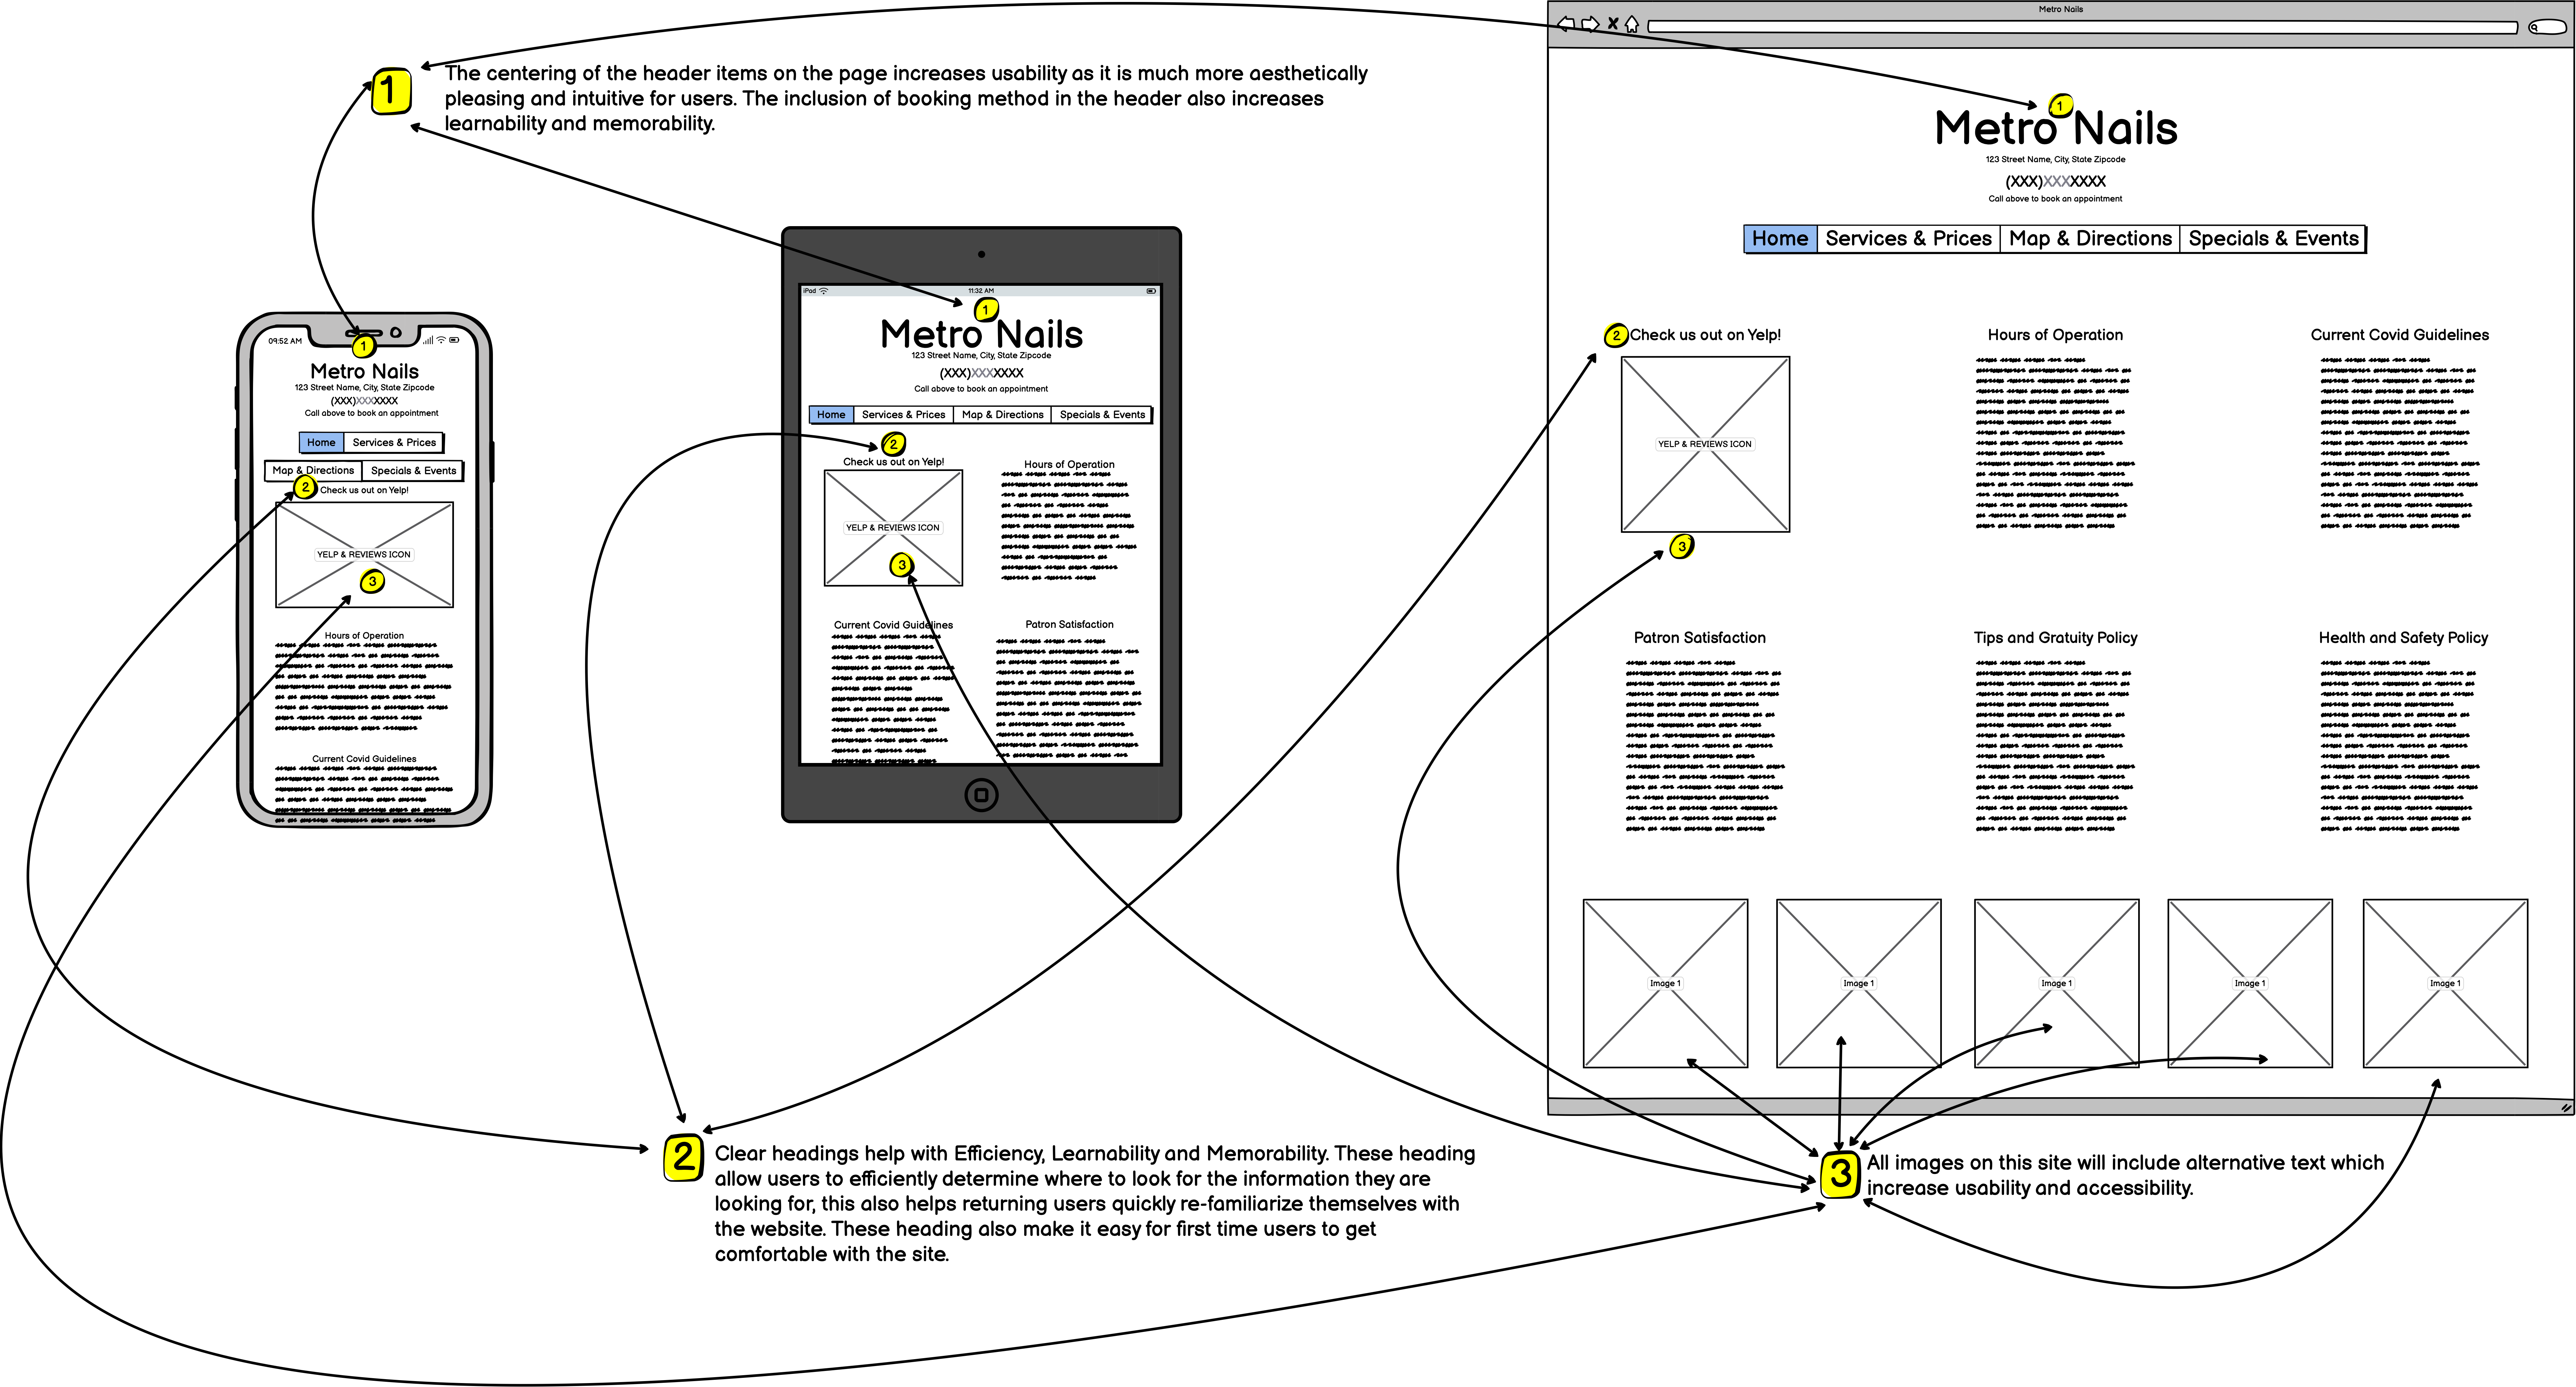 Metro Nails
1
The centering of the header items on the page increases usability as it is much more aesthetically
pleasing and intuitive for users. The inclusion of booking method in the header also increases
learnability and memorability.
09:52 AM
1
Metro Nails
123 Street Name, City, State Zipcode
(XXX)XXXXXXX
Call above to book an appointment
Home
Services & Prices
Map & Directions
Specials & Events
2
Check us out on Yelp!
YELP & REVIEWS ICON
3
Hours of Operation
Current Covid Guidelines
iPad
11:32 AM
1
Metro Nails
123 Street Name, City, State Zipcode
(XXX)XXXXXXX
Call above to book an appointment
Home
Services & Prices
Map & Directions
Specials & Events
2
Check us out on Yelp!
YELP & REVIEWS ICON
3
Hours of Operation
Current Covid Guidelines
Patron Satisfaction
1
Metro Nails
123 Street Name, City, State Zipcode
(XXX)XXXXXXX
Call above to book an appointment
Home
Services & Prices
Map & Directions
Specials & Events
2
Check us out on Yelp!
YELP & REVIEWS ICON
3
Hours of Operation
Current Covid Guidelines
Patron Satisfaction
Tips and Gratuity Policy
Health and Safety Policy
Image 1
Image 1
Image 1
Image 1
Image 1
2
Clear headings help with Efficiency, Learnability and Memorability. These heading
allow users to efficiently determine where to look for the information they are
looking for, this also helps returning users quickly re-familiarize themselves with
the website. These heading also make it easy for first time users to get
comfortable with the site.
3
All images on this site will include alternative text which
increase usability and accessibility.